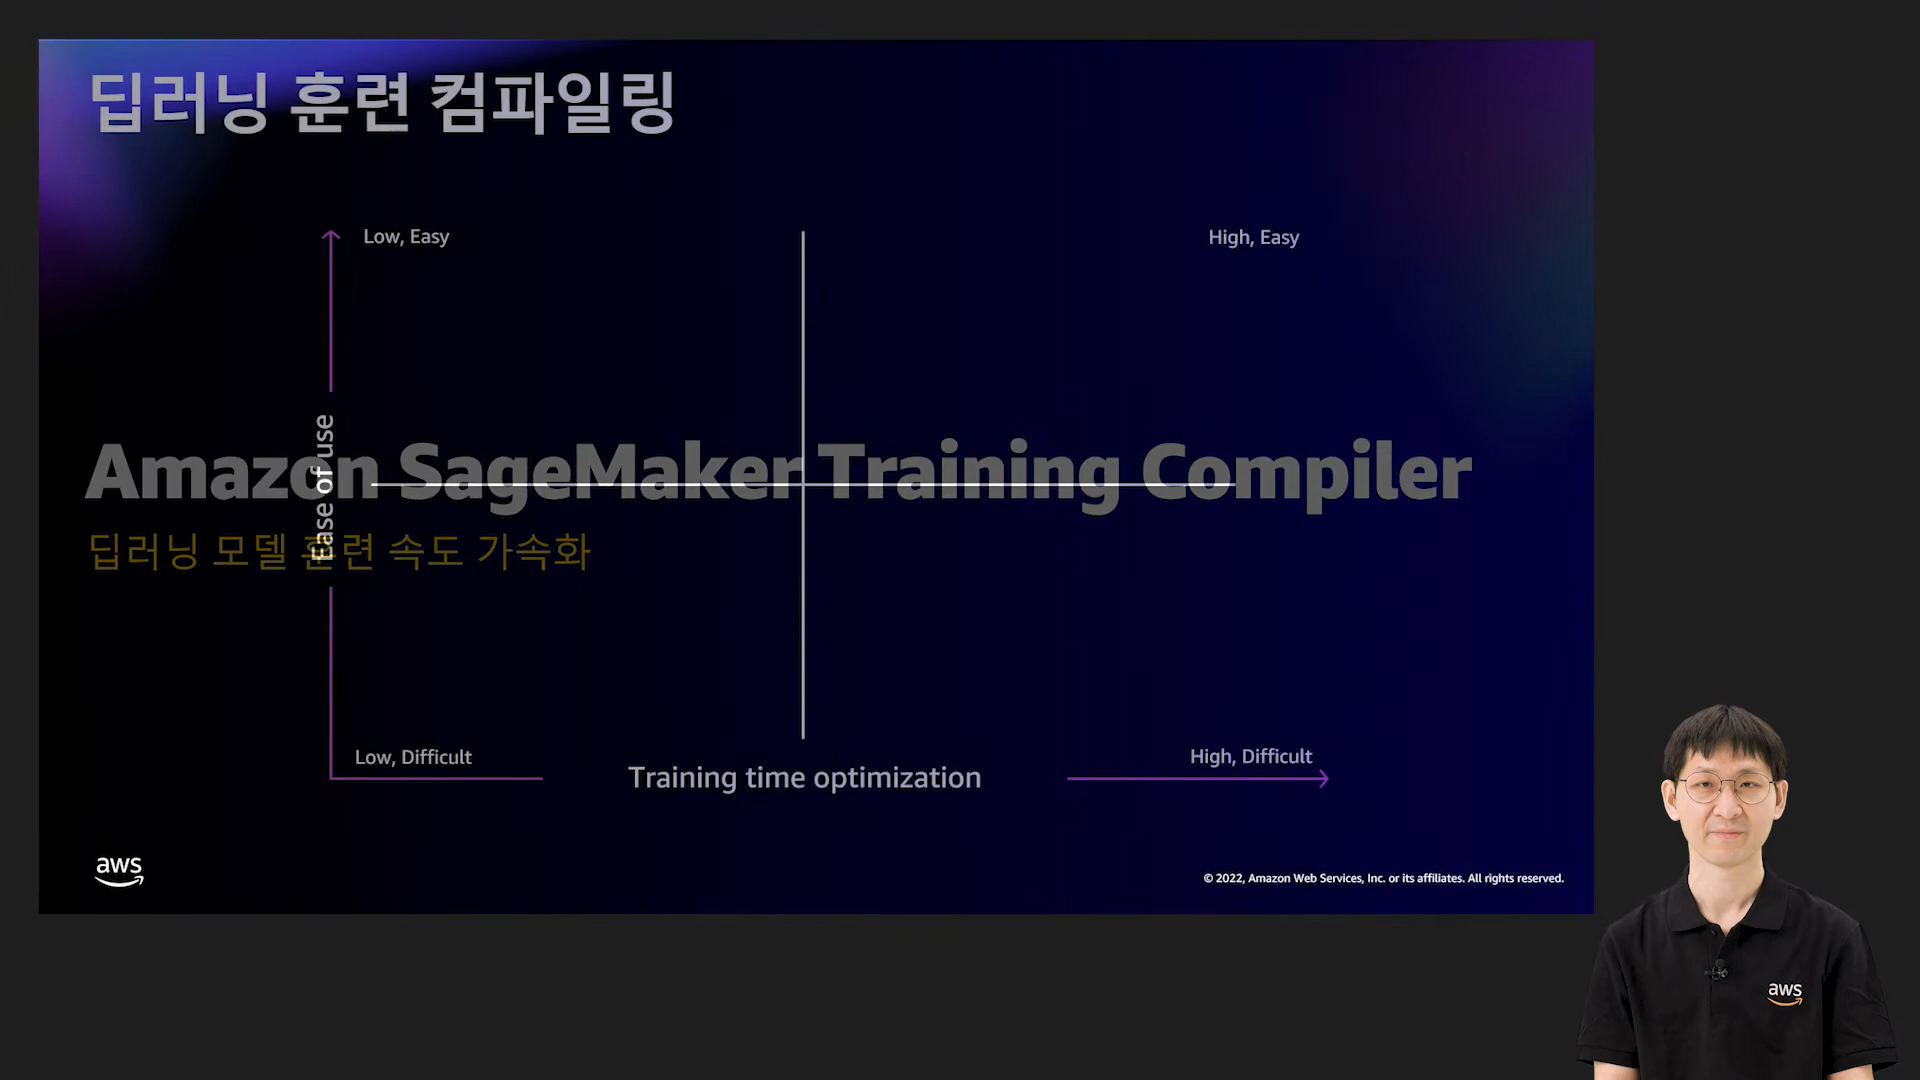 딥러닝 훈련 컴파일링
Low, Easy
High, Easy
Ease of use
Amazon SageMaker Training Compiler
딥러닝 모델 훈련 속도 가속화
Low, Difficult
High, Difficult
Training time optimization
aws
© 2022, Amazon Web Services, Inc. or its affiliates. All rights reserved.
aws